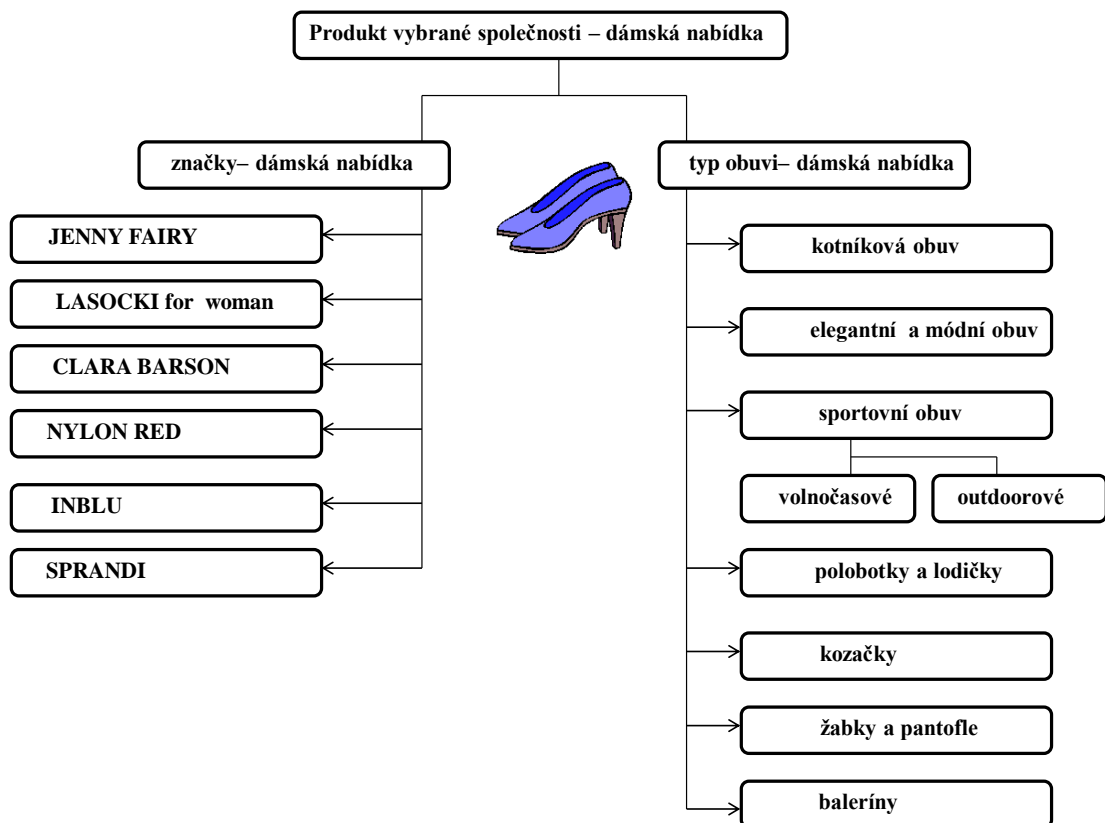 Produkt vybrané společnosti – dámská nabídka
značky– dámská nabídka
JENNY FAIRY
LASOCKI for woman
CLARA BARSON
NYLON RED
INBLU
SPRANDI
typ obuvi– dámská nabídka
kotníková obuv
elegantní a módní obuv
sportovní obuv
volnočasové
outdoorové
polobotky a lodičky
kozačky
žabky a pantofle
baleríny